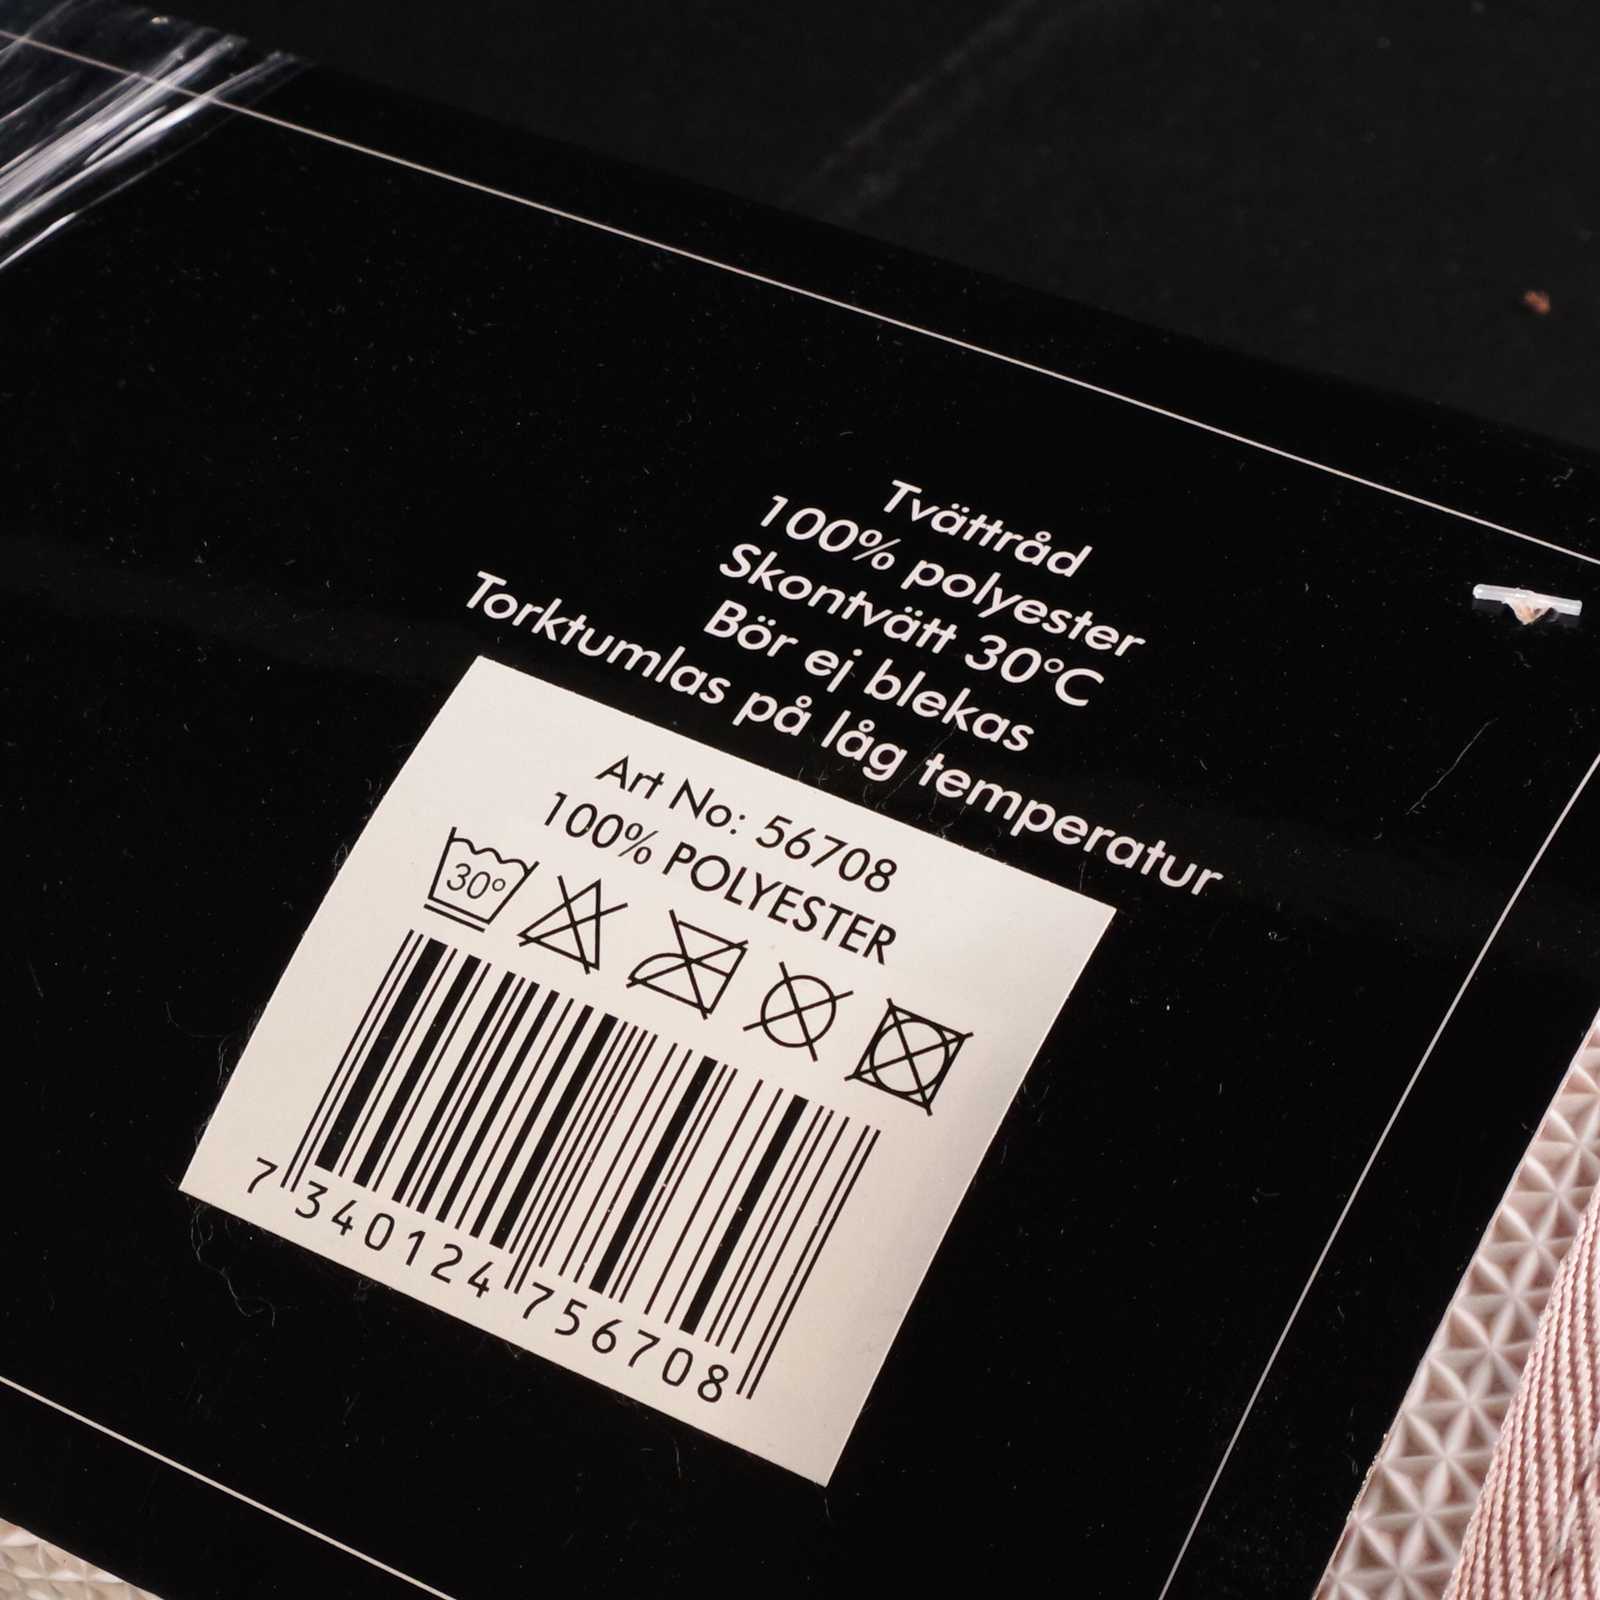 Tvättråd
100% polyester
Skontvätt 30°C
Bör ej blekas
Torktumlas på låg temperatur
Art No: 56708
100% POLYESTER
30°
7 340124 756708